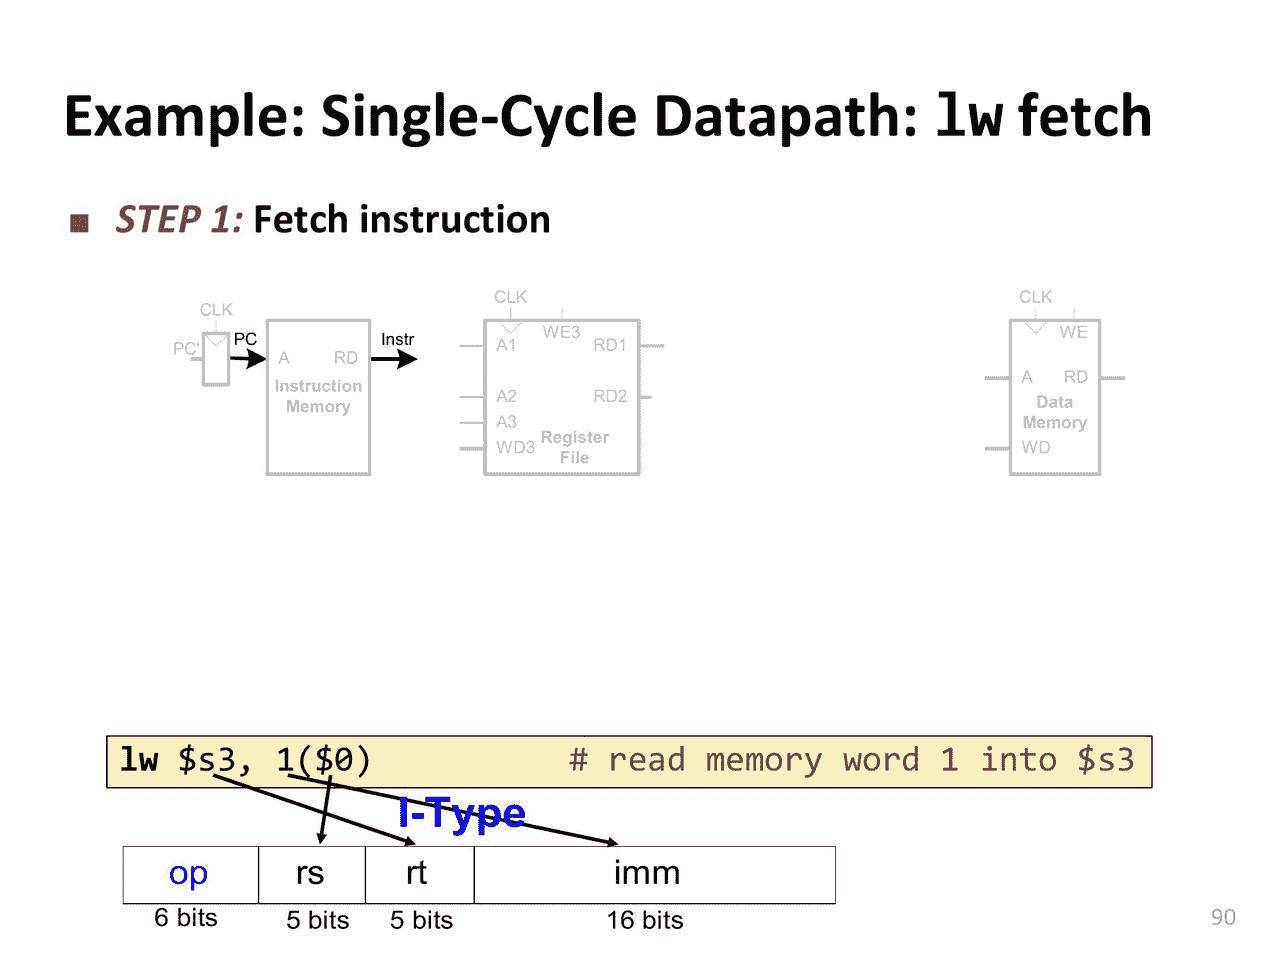 Example: Single-Cycle Datapath: lw fetch
■ STEP 1: Fetch instruction
CLK
CLK
CLK
PC'
PC
A
RD
Instruction
Memory
Instr
WE3
A1
RD1
A2
RD2
A3
WD3
Register
File
WE
A
RD
Data
Memory
WD
lw $s3, 1($0) # read memory word 1 into $s3
I-Type
op rs rt imm
6 bits 5 bits 5 bits 16 bits
90